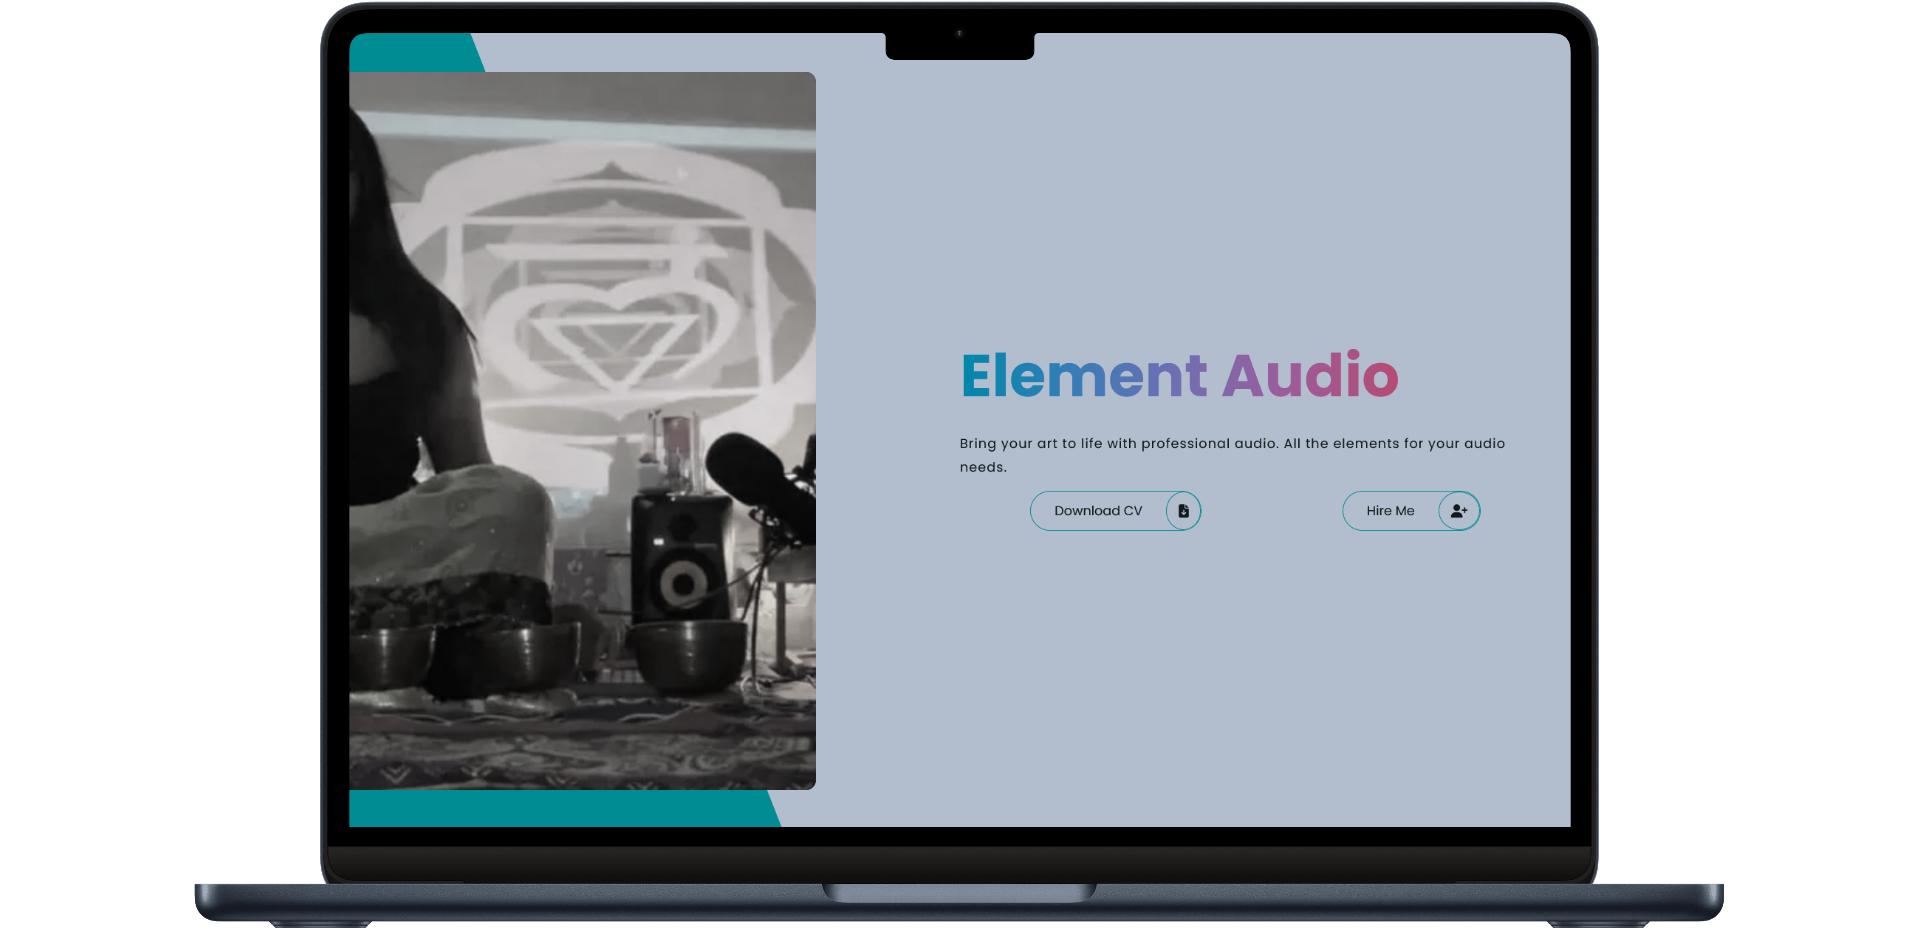 Element Audio
Bring your art to life with professional audio. All the elements for your audio
needs.
Download CV
Hire Me